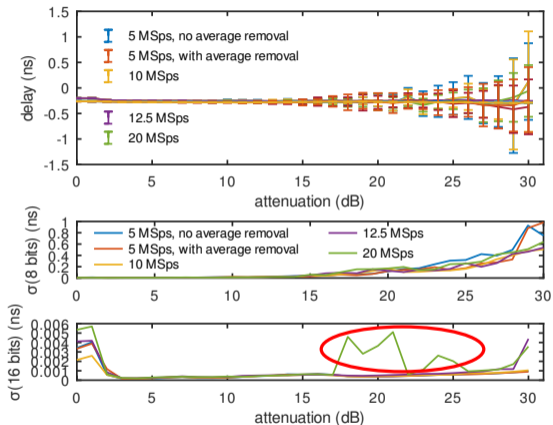 1.5
1
0.5
0
-0.5
-1
-1.5
delay (ns)
5 MSps, no average removal
5 MSps, with average removal
10 MSps
12.5 MSps
20 MSps
0 5 10 15 20 25 30
attenuation (dB)
1
0.8
0.6
0.4
0.2
0
σ(8 bits) (ns)
5 MSps, no average removal
5 MSps, with average removal
10 MSps
12.5 MSps
20 MSps
0 5 10 15 20 25 30
0.006
0.005
0.004
0.003
0.002
0.001
0
σ(16 bits) (ns)
0 5 10 15 20 25 30
attenuation (dB)